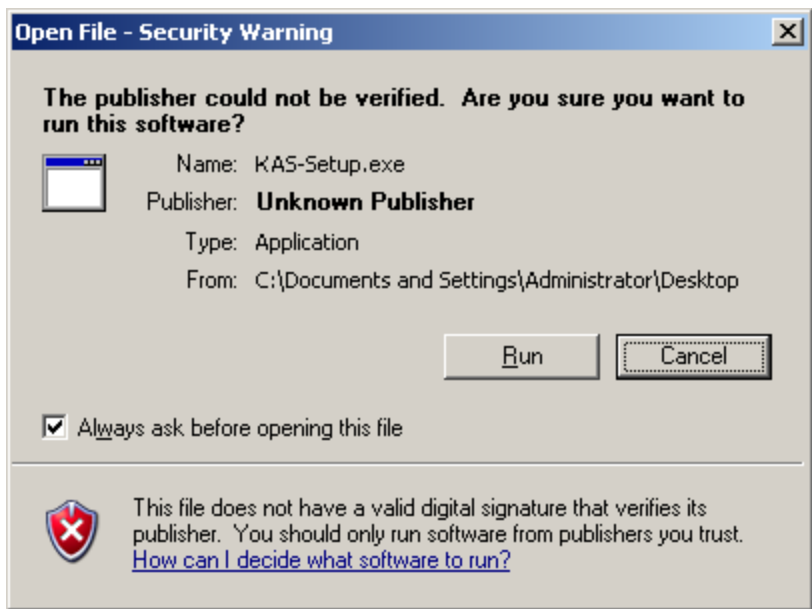 Open File - Security Warning
The publisher could not be verified.  Are you sure you want to
run this software?
Name: KAS-Setup.exe
Publisher: Unknown Publisher
Type: Application
From: C:\Documents and Settings\Administrator\Desktop
Run Cancel
Always ask before opening this file
This file does not have a valid digital signature that verifies its
publisher.  You should only run software from publishers you trust.
How can I decide what software to run?